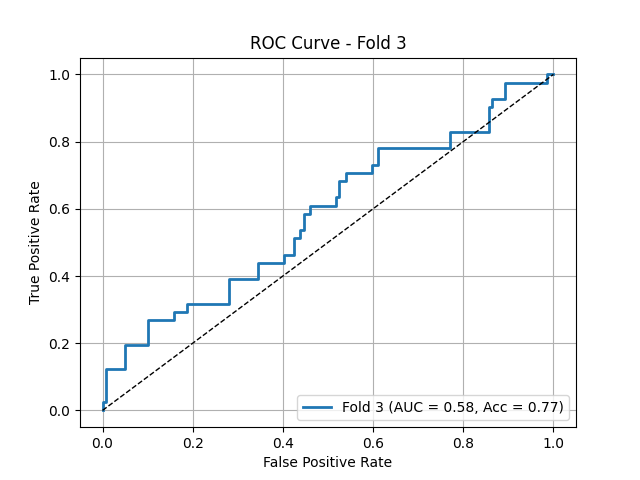 ROC Curve - Fold 3
True Positive Rate
1.0
0.8
0.6
0.4
0.2
0.0
Fold 3 (AUC = 0.58, Acc = 0.77)
0.0 0.2 0.4 0.6 0.8 1.0
False Positive Rate